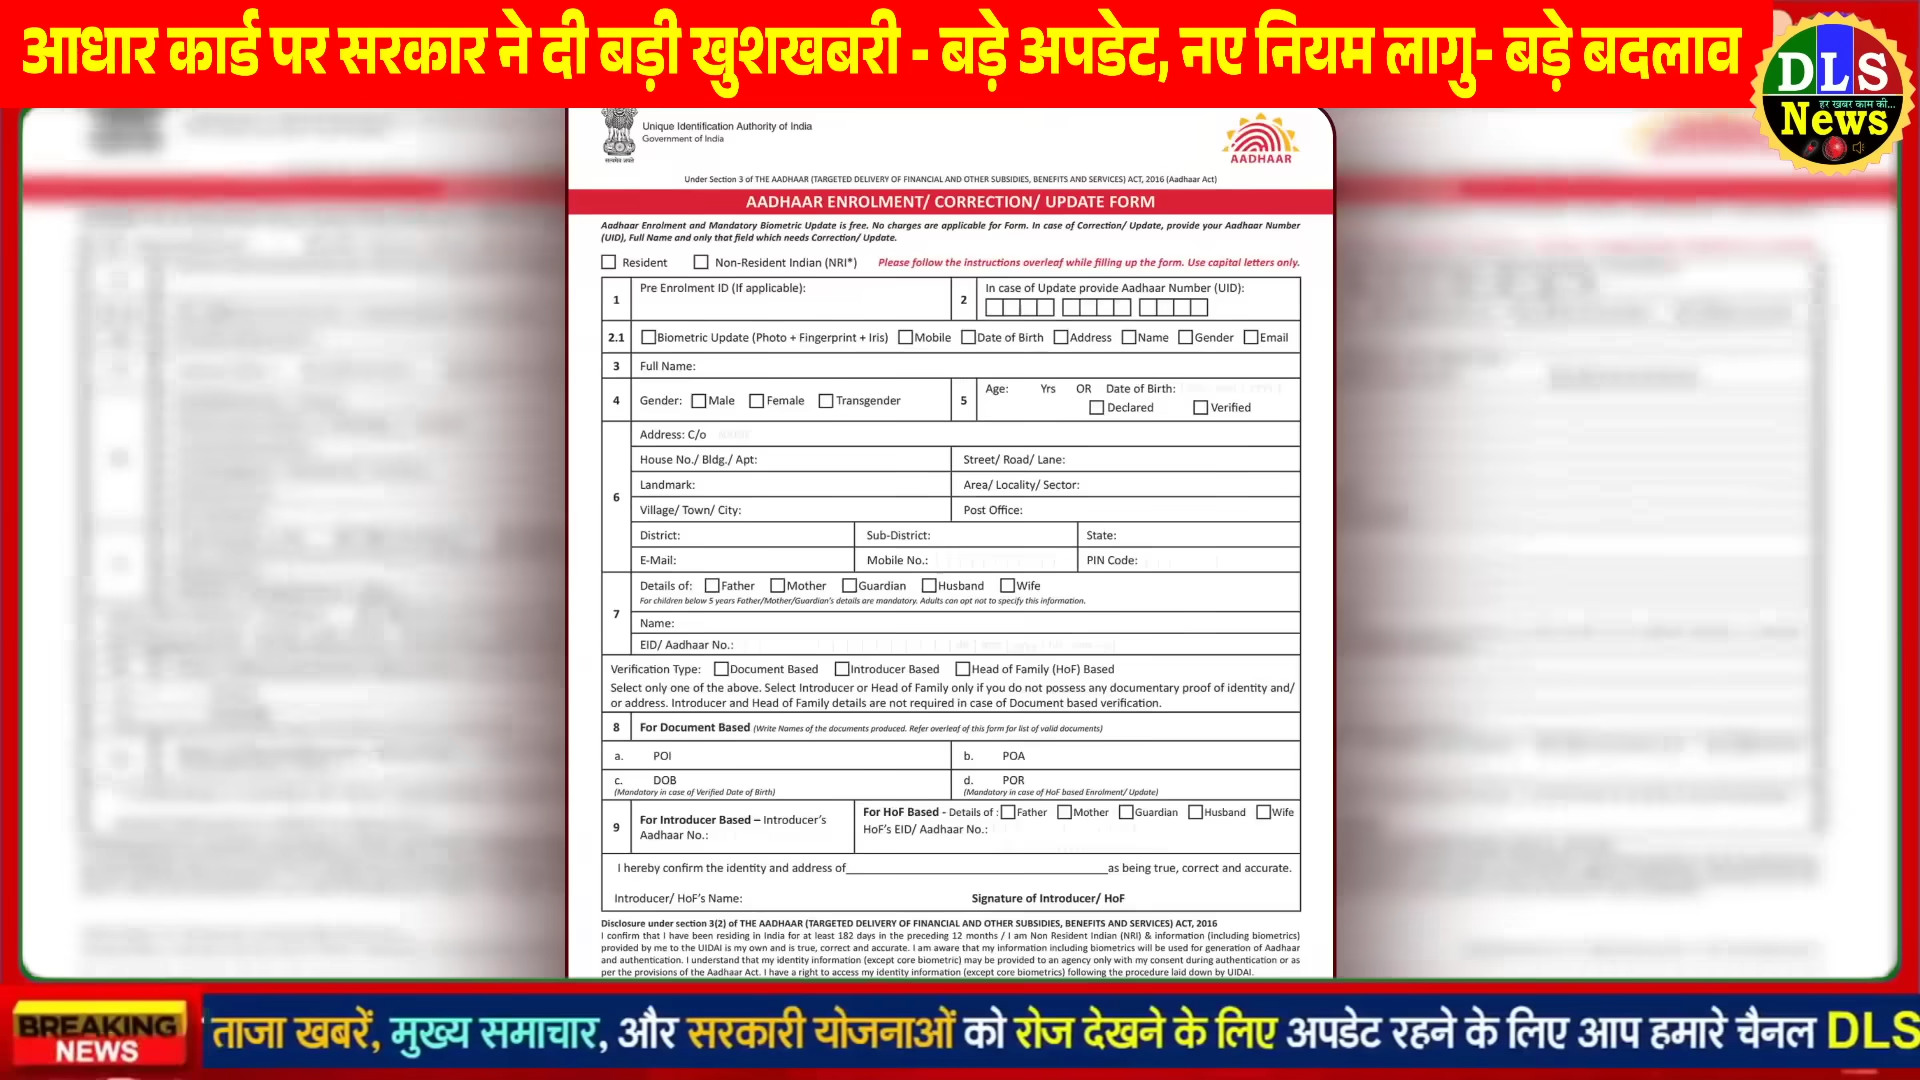 आधार कार्ड पर सरकार ने दी बड़ी खुशखबरी - बड़े अपडेट, नए नियम लागु- बड़े बदलाव
DLS
हर खबर काम की...
News
सत्यमेव जयते
Unique Identification Authority of India
Government of India
AADHAAR
Under Section 3 of THE AADHAAR (TARGETED DELIVERY OF FINANCIAL AND OTHER SUBSIDIES, BENEFITS AND SERVICES) ACT, 2016 (Aadhaar Act)
AADHAAR ENROLMENT/ CORRECTION/ UPDATE FORM
Aadhaar Enrolment and Mandatory Biometric Update is free. No charges are applicable for Form. In case of Correction/ Update, provide your Aadhaar Number
(UID), Full Name and only that field which needs Correction/ Update.
Resident Non-Resident Indian (NRI*) Please follow the instructions overleaf while filling up the form. Use capital letters only.
1 Pre Enrolment ID (If applicable): 2 In case of Update provide Aadhaar Number (UID):
2.1 Biometric Update (Photo + Fingerprint + Iris) Mobile Date of Birth Address Name Gender Email
3 Full Name:
4 Gender: Male Female Transgender 5 Age: Yrs OR Date of Birth:
Declared Verified
6 Address: C/o
House No./ Bldg./ Apt: Street/ Road/ Lane:
Landmark: Area/ Locality/ Sector:
Village/ Town/ City: Post Office:
District: Sub-District: State:
E-Mail: Mobile No.: PIN Code:
7 Details of: Father Mother Guardian Husband Wife
For children below 5 years Father/Mother/Guardian's details are mandatory. Adults can opt not to specify this information.
Name:
EID/ Aadhaar No.:
Verification Type: Document Based Introducer Based Head of Family (HoF) Based
Select only one of the above. Select Introducer or Head of Family only if you do not possess any documentary proof of identity and/
or address. Introducer and Head of Family details are not required in case of Document based verification.
8 For Document Based (Write Names of the documents produced. Refer overleaf of this form for list of valid documents)
a. POI b. POA
c. DOB d. POR
(Mandatory in case of Verified Date of Birth) (Mandatory in case of HoF based Enrolment/ Update)
9 For Introducer Based – Introducer's
Aadhaar No.:
For HoF Based - Details of : Father Mother Guardian Husband Wife
HoF's EID/ Aadhaar No.:
I hereby confirm the identity and address of as being true, correct and accurate.
Introducer/ HoF's Name: Signature of Introducer/ HoF
Disclosure under section 3(2) of THE AADHAAR (TARGETED DELIVERY OF FINANCIAL AND OTHER SUBSIDIES, BENEFITS AND SERVICES) ACT, 2016
I confirm that I have been residing in India for at least 182 days in the preceding 12 months / I am Non Resident Indian (NRI) & information (including biometrics)
provided by me to the UIDAI is my own and is true, correct and accurate. I am aware that my information including biometrics will be used for generation of Aadhaar
and authentication. I understand that my identity information (except core biometric) may be provided to an agency only with my consent during authentication or as
per the provisions of the Aadhaar Act. I have a right to access my identity information (except core biometrics) following the procedure laid down by UIDAI.
BREAKING
NEWS
ताजा खबरें, मुख्य समाचार, और सरकारी योजनाओं को रोज देखने के लिए अपडेट रहने के लिए आप हमारे चैनल DLS